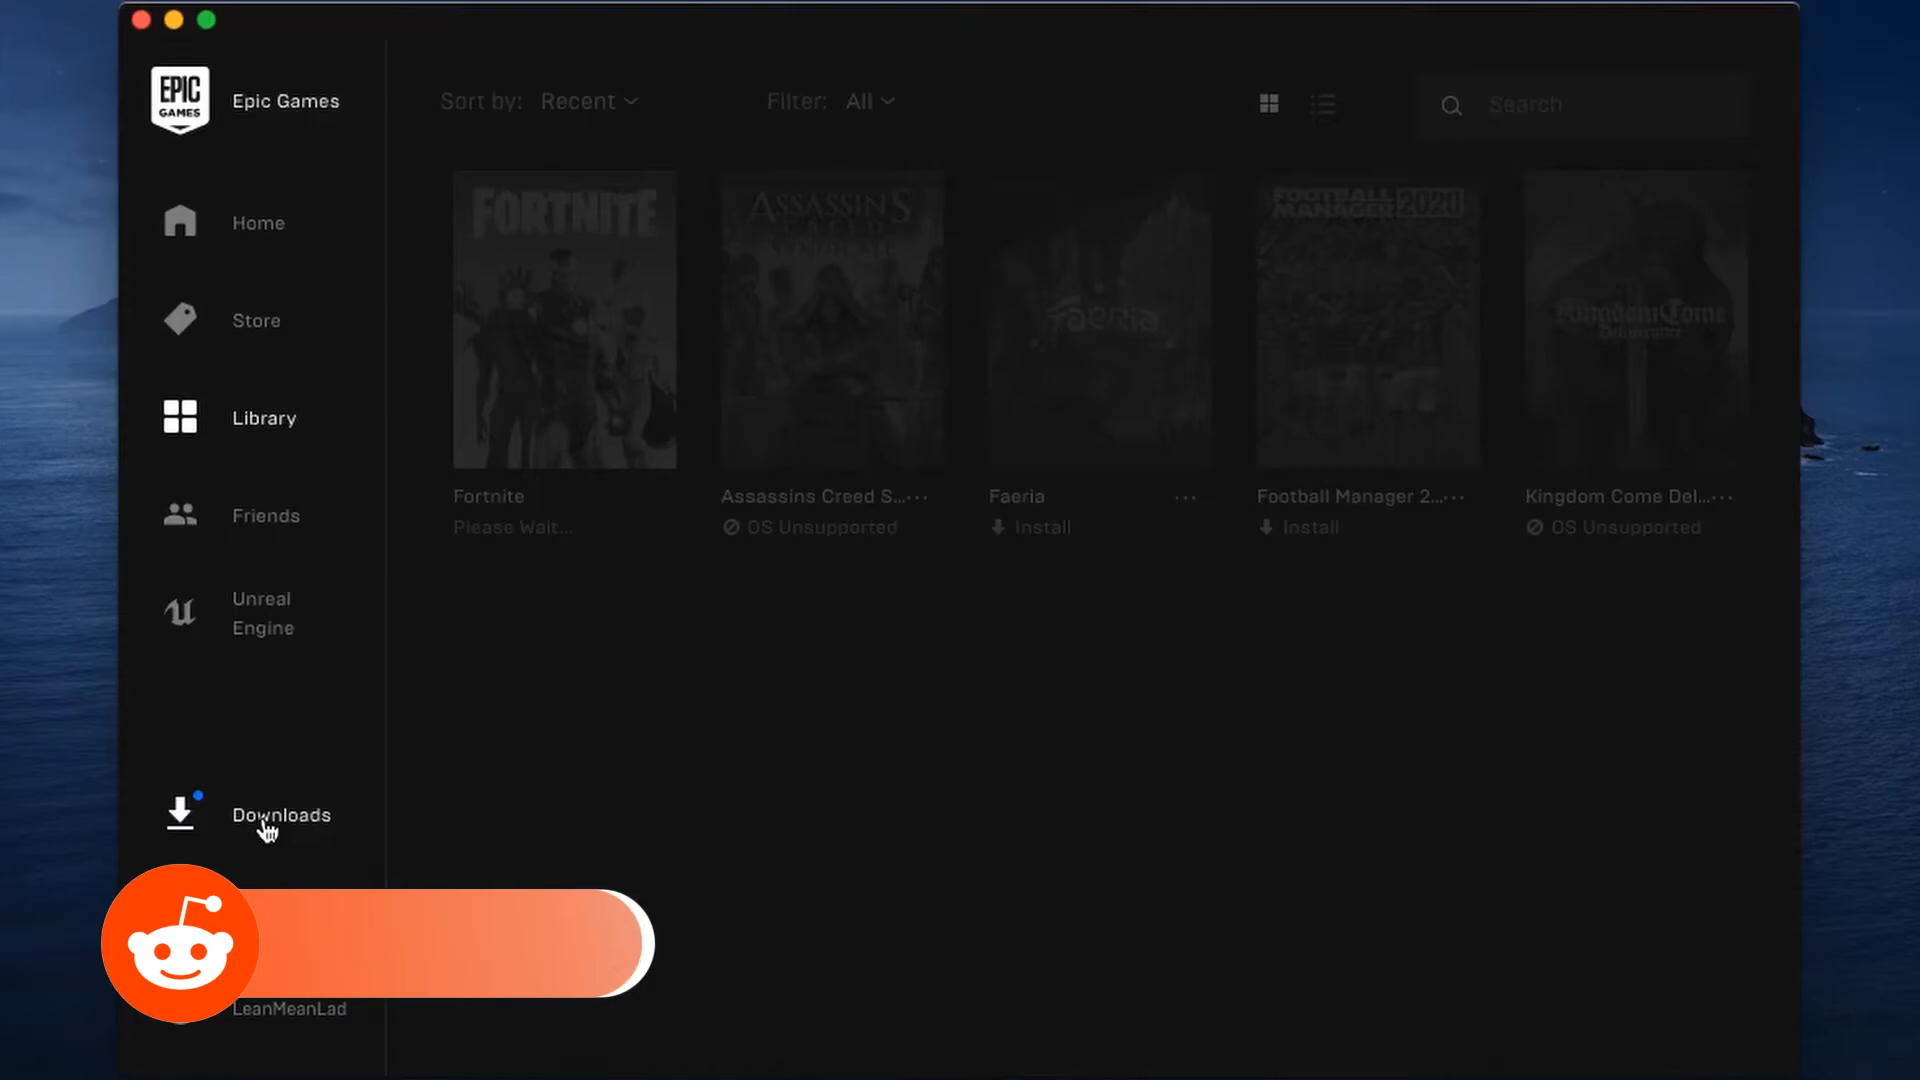 EPIC
GAMES
Epic Games
Sort by: Recent
Filter: All
Search
Home
Store
Library
Friends
Unreal
Engine
Downloads
LeanMeanLad
FORTNITE
ASSASSIN'S
CREED
Faeria
FOOTBALL
MANAGER 2020
Kingdom Come
Deliverance
Fortnite
Please Wait...
Assassins Creed S...
OS Unsupported
Faeria
Install
Football Manager 2...
Install
Kingdom Come Del...
OS Unsupported